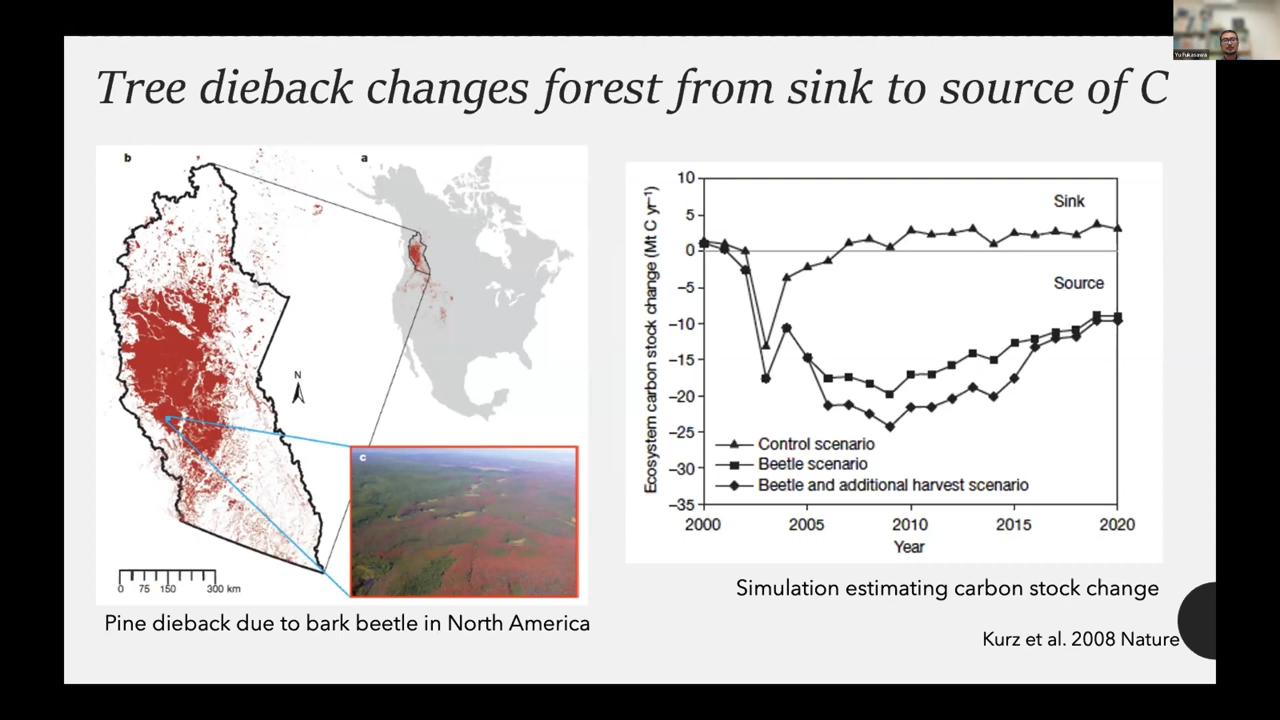 Yu Fukasawa
Tree dieback changes forest from sink to source of C
b
a
N
c
0 75 150 300 km
Pine dieback due to bark beetle in North America
Ecosystem carbon stock change (Mt C yr⁻¹)
10
5
0
−5
−10
−15
−20
−25
−30
−35
Sink
Source
Control scenario
Beetle scenario
Beetle and additional harvest scenario
2000 2005 2010 2015 2020
Year
Simulation estimating carbon stock change
Kurz et al. 2008 Nature